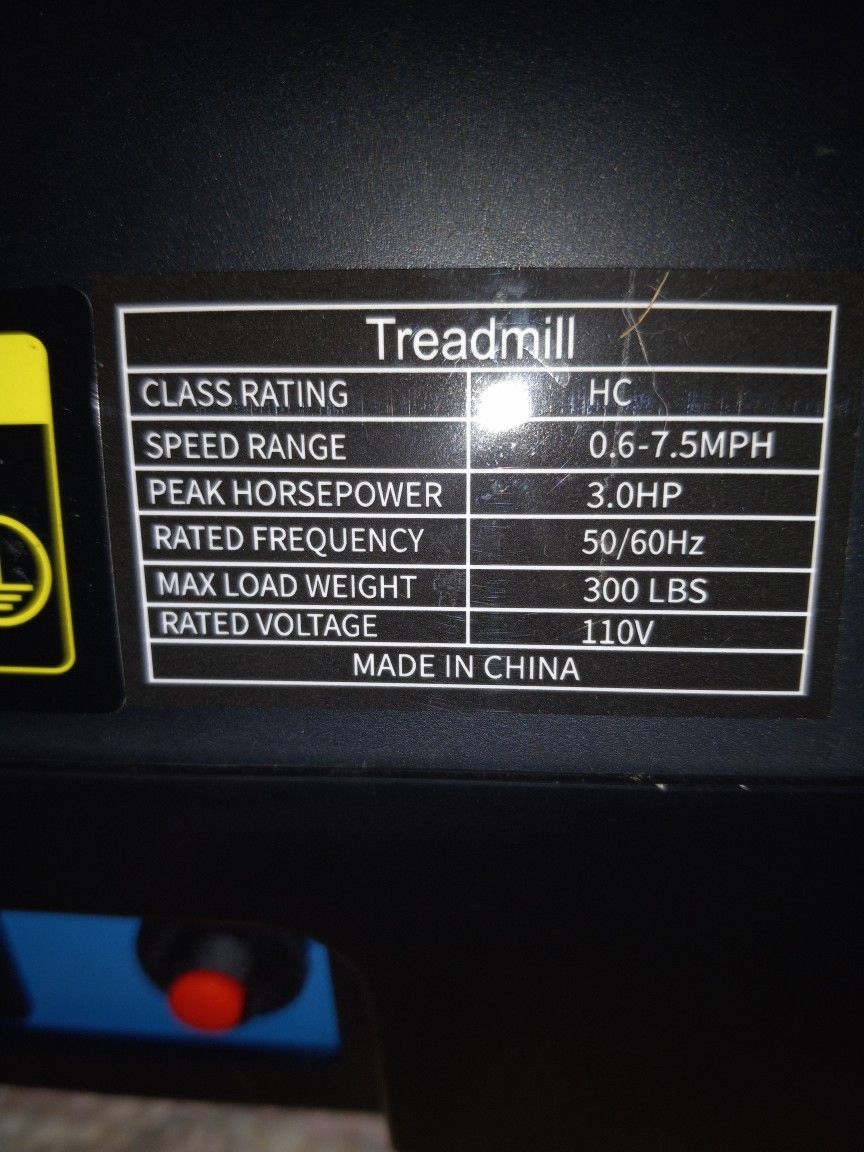 Treadmill
CLASS RATING HC
SPEED RANGE 0.6-7.5MPH
PEAK HORSEPOWER 3.0HP
RATED FREQUENCY 50/60Hz
MAX LOAD WEIGHT 300 LBS
RATED VOLTAGE 110V
MADE IN CHINA